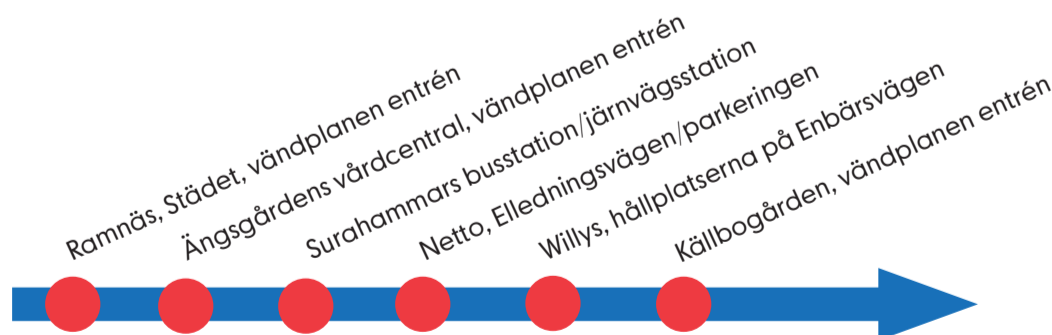 Ramnäs, Städet, vändplanen entrén
Ängsgårdens vårdcentral, vändplanen entrén
Surahammars busstation/järnvägsstation
Netto, Elledningsvägen/parkeringen
Willys, hållplatserna på Enbärsvägen
Källbogården, vändplanen entrén